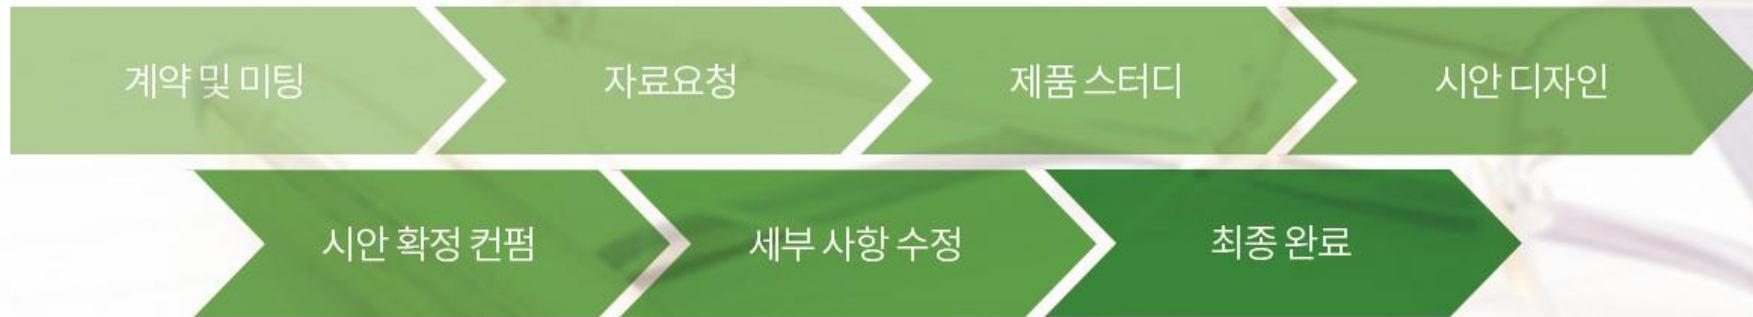 계약 및 미팅
자료요청
제품 스터디
시안 디자인
시안 확정 컨펌
세부 사항 수정
최종 완료